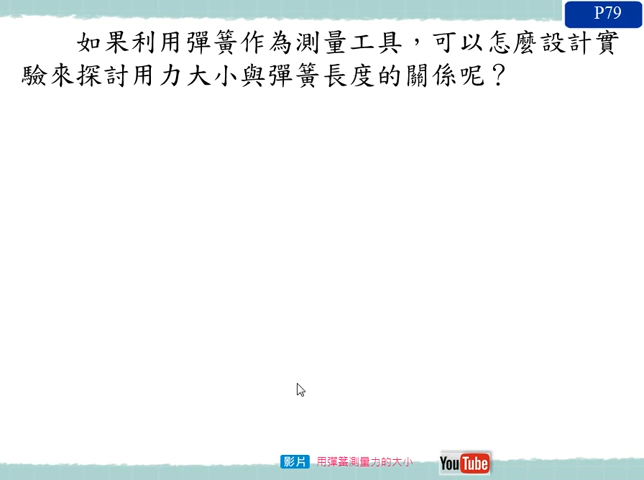 P79
如果利用彈簧作為測量工具，可以怎麼設計實
驗來探討用力大小與彈簧長度的關係呢？
影片 用彈簧測量力的大小 YouTube